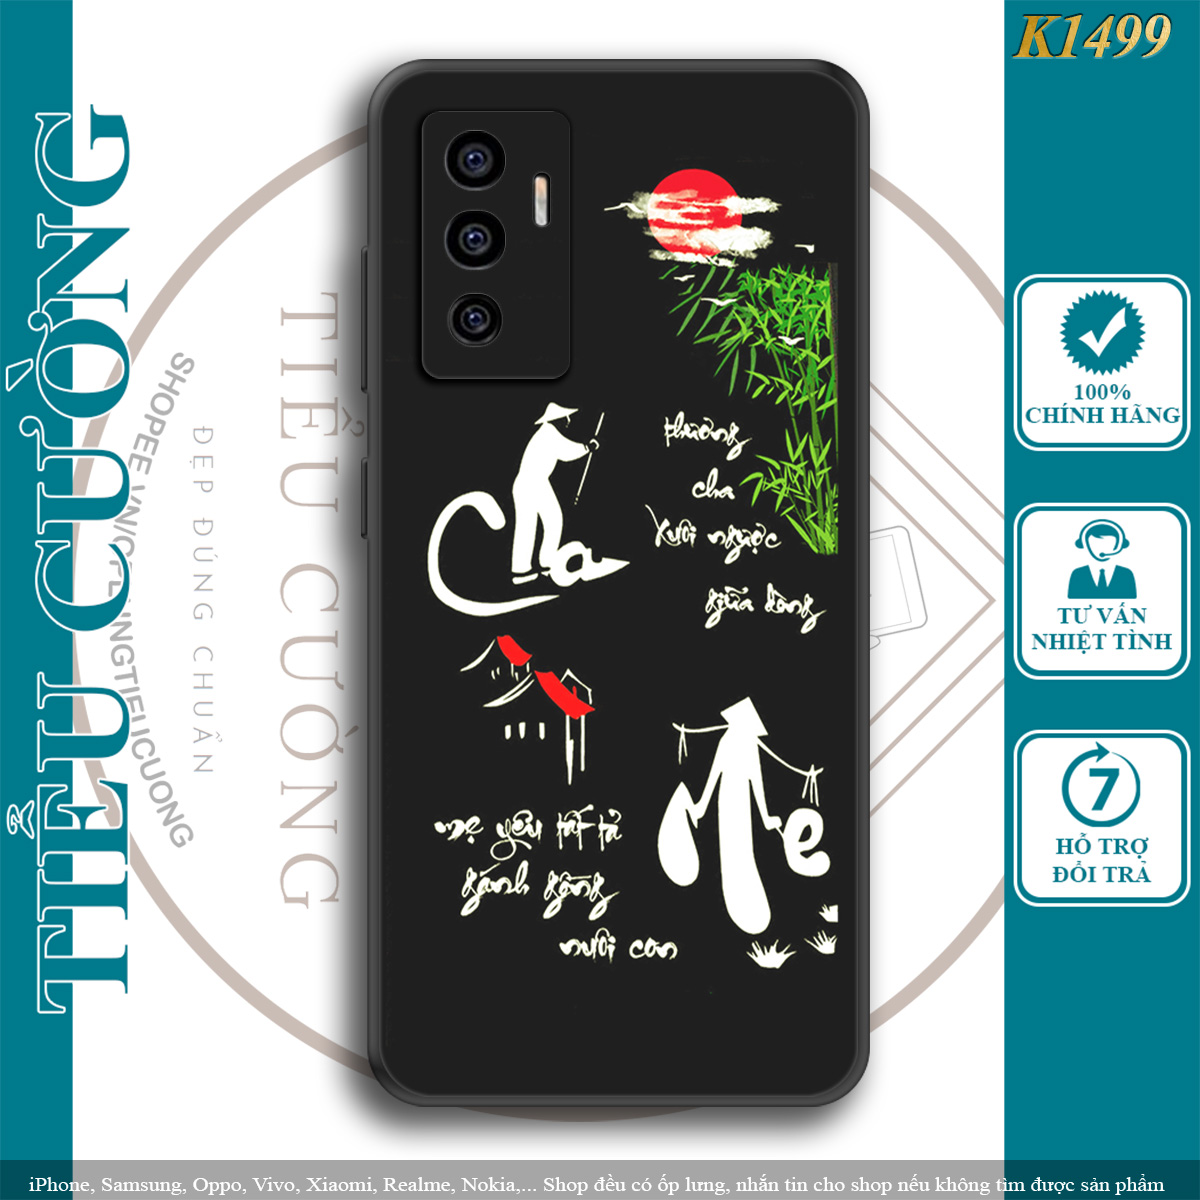 K1499
TIỂU CƯỜNG
SHOPEE.VN/CFLAINGTIEUCUONG
ĐẸP ĐÚNG CHUẨN
TIỂU CƯỜNG
Cha
thương
cha
Xuôi ngược
giữa dòng
mẹ yêu tất tả
gánh gồng
nuôi con
Mẹ
100%
CHÍNH HÃNG
TƯ VẤN
NHIỆT TÌNH
7
HỖ TRỢ
ĐỔI TRẢ
iPhone, Samsung, Oppo, Vivo, Xiaomi, Realme, Nokia,... Shop đều có ốp lưng, nhắn tin cho shop nếu không tìm được sản phẩm